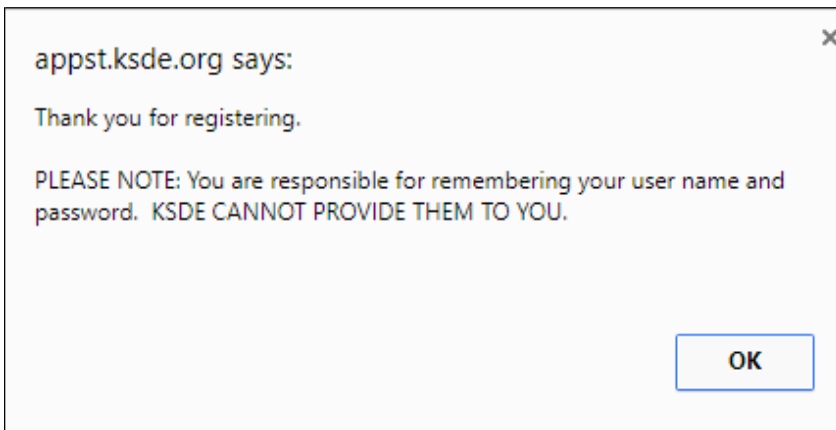 appst.ksde.org says:
Thank you for registering.
PLEASE NOTE: You are responsible for remembering your user name and
password.  KSDE CANNOT PROVIDE THEM TO YOU.
OK